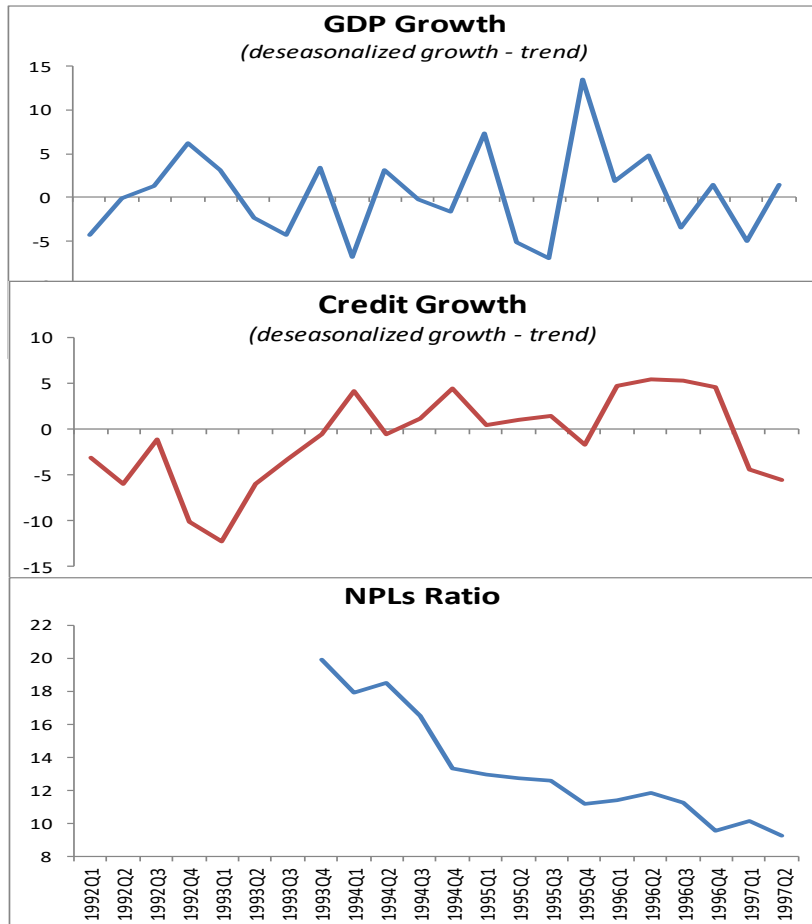 GDP Growth
(deseasonalized growth - trend)
15
10
5
0
-5
Credit Growth
(deseasonalized growth - trend)
10
5
0
-5
-10
-15
NPLs Ratio
22
20
18
16
14
12
10
8
1992Q1
1992Q2
1992Q3
1992Q4
1993Q1
1993Q2
1993Q3
1993Q4
1994Q1
1994Q2
1994Q3
1994Q4
1995Q1
1995Q2
1995Q3
1995Q4
1996Q1
1996Q2
1996Q3
1996Q4
1997Q1
1997Q2